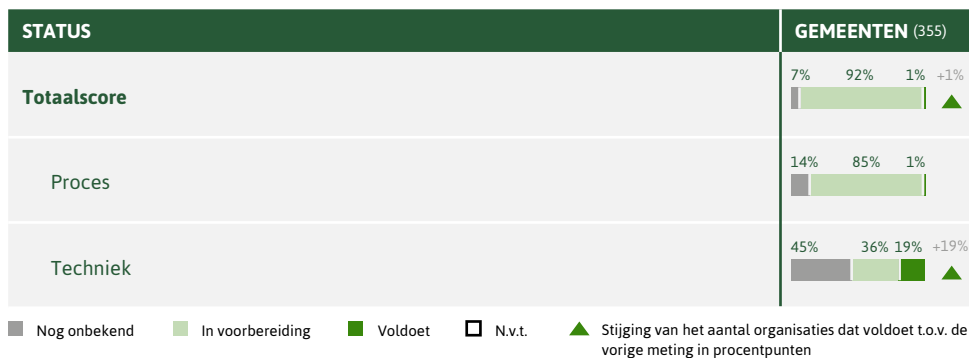 STATUS GEMEENTEN (355)
7% 92% 1% +1%
Totaalscore
14% 85% 1%
Proces
45% 36% 19% +19%
Techniek
Nog onbekend In voorbereiding Voldoet N.v.t. Stijging van het aantal organisaties dat voldoet t.o.v. de
vorige meting in procentpunten